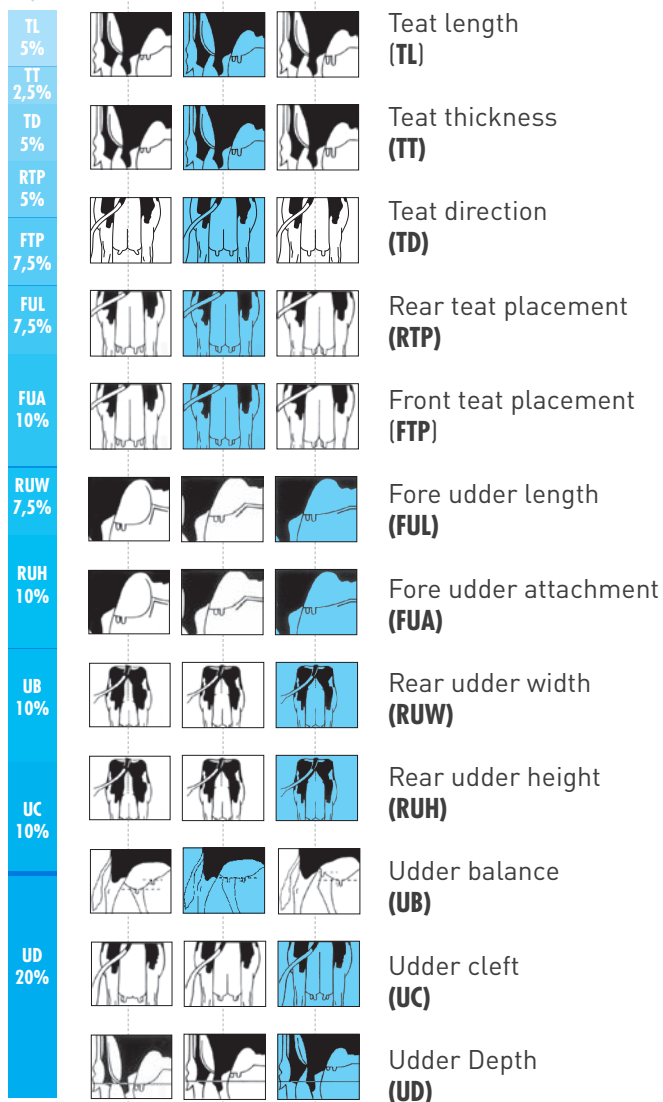 TL
5%
TT
2,5%
TD
5%
RTP
5%
FTP
7,5%
FUL
7,5%
FUA
10%
RUW
7,5%
RUH
10%
UB
10%
UC
10%
UD
20%
Teat length
(TL)
Teat thickness
(TT)
Teat direction
(TD)
Rear teat placement
(RTP)
Front teat placement
(FTP)
Fore udder length
(FUL)
Fore udder attachment
(FUA)
Rear udder width
(RUW)
Rear udder height
(RUH)
Udder balance
(UB)
Udder cleft
(UC)
Udder Depth
(UD)